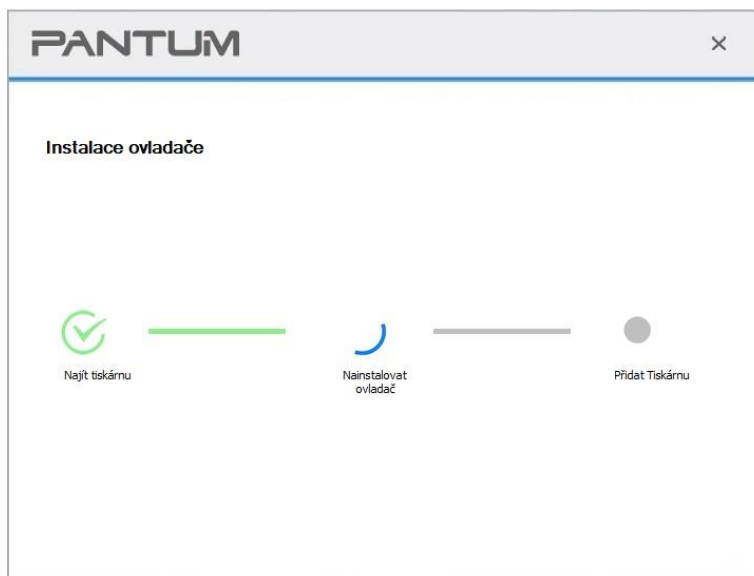 PANTUM
Instalace ovladače
Najít tiskárnu
Nainstalovat
ovladač
Přidat Tiskárnu